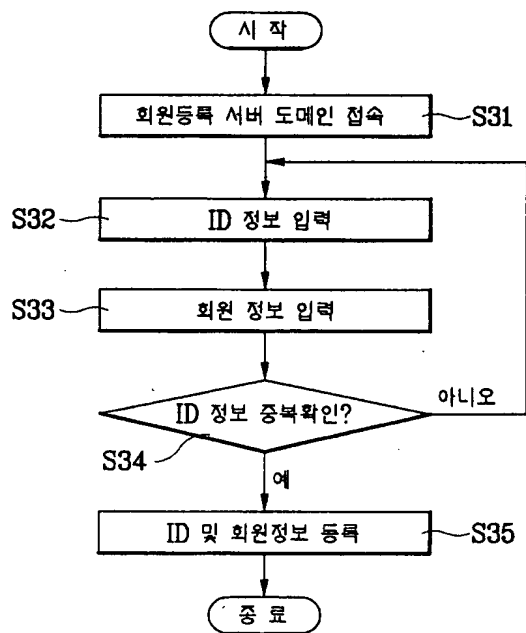 시 작
회원등록 서버 도메인 접속
S31
S32
ID 정보 입력
S33
회원 정보 입력
ID 정보 중복확인?
아니오
S34
예
ID 및 회원정보 등록
S35
종 료